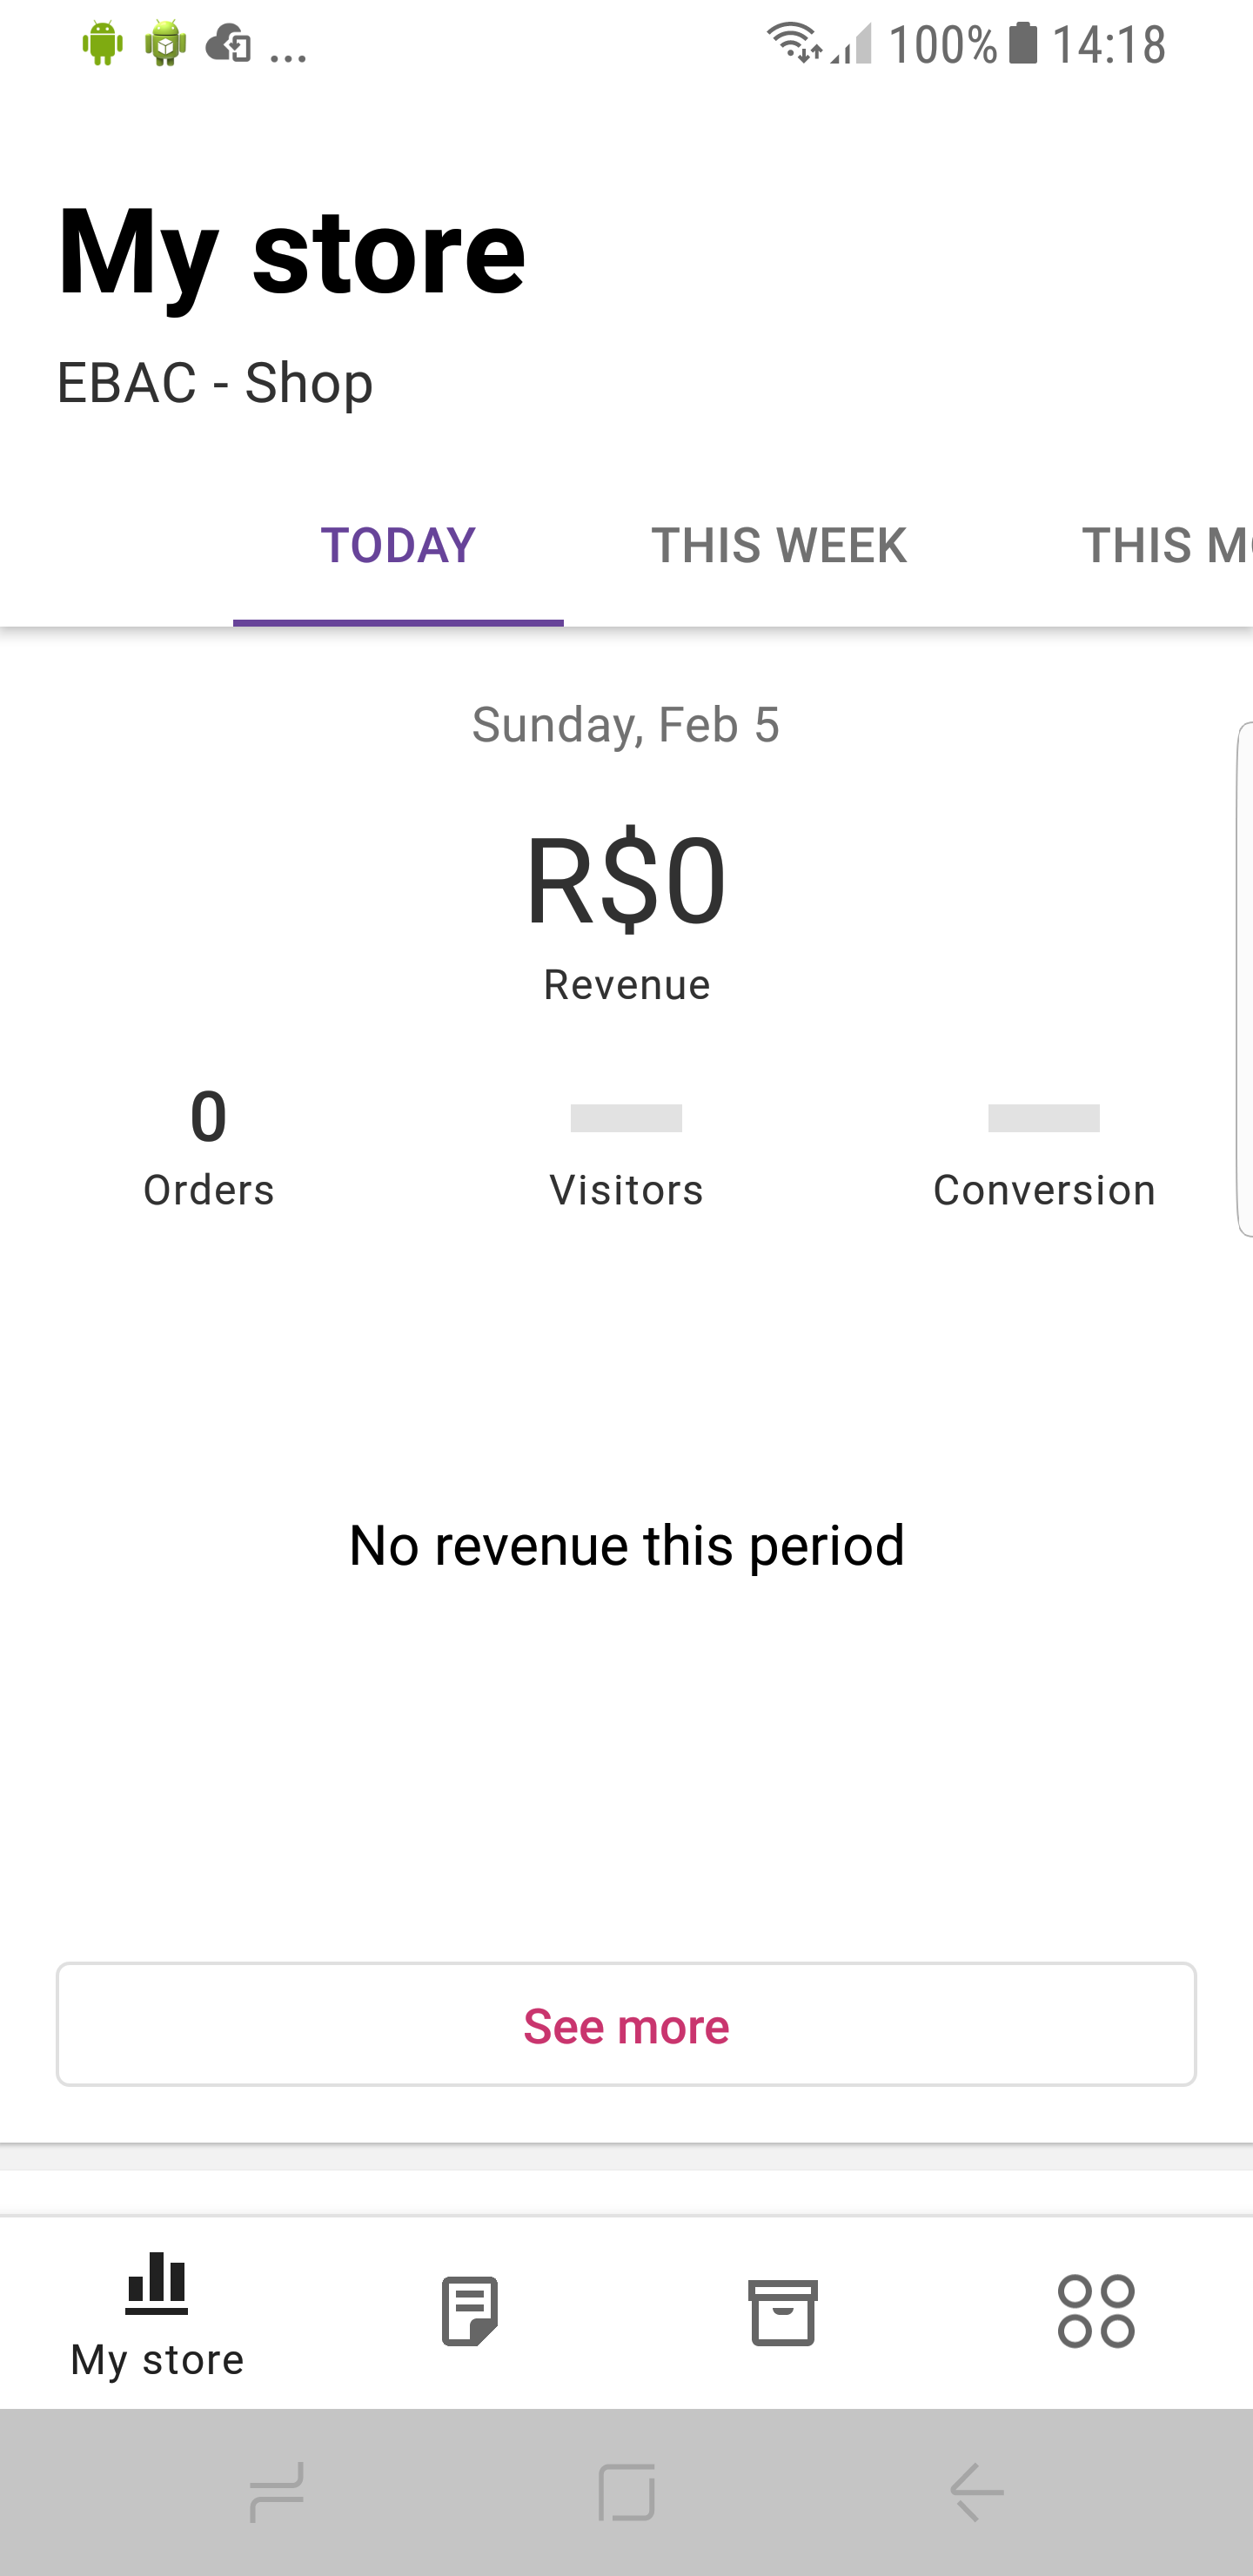 ... 100% 14:18
My store
EBAC - Shop
TODAY THIS WEEK THIS M
Sunday, Feb 5
R$0
Revenue
0
Orders Visitors Conversion
No revenue this period
See more
My store